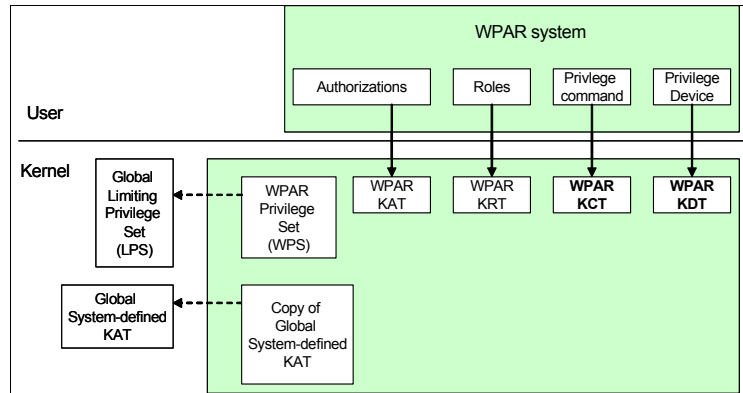 WPAR system
Authorizations
Roles
Privlege
command
Privilege
Device
User
Kernel
Global
Limiting
Privilege
Set
(LPS)
WPAR
Privilege
Set
(WPS)
WPAR
KAT
WPAR
KRT
WPAR
KCT
WPAR
KDT
Global
System-defined
KAT
Copy of
Global
System-defined
KAT